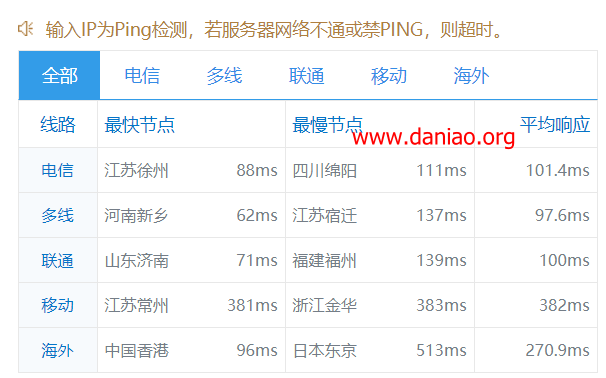 输入IP为Ping检测，若服务器网络不通或禁PING，则超时。
全部 电信 多线 联通 移动 海外
线路 最快节点 最慢节点 平均响应
www.daniao.org
电信 江苏徐州 88ms 四川绵阳 111ms 101.4ms
多线 河南新乡 62ms 江苏宿迁 137ms 97.6ms
联通 山东济南 71ms 福建福州 139ms 100ms
移动 江苏常州 381ms 浙江金华 383ms 382ms
海外 中国香港 96ms 日本东京 513ms 270.9ms